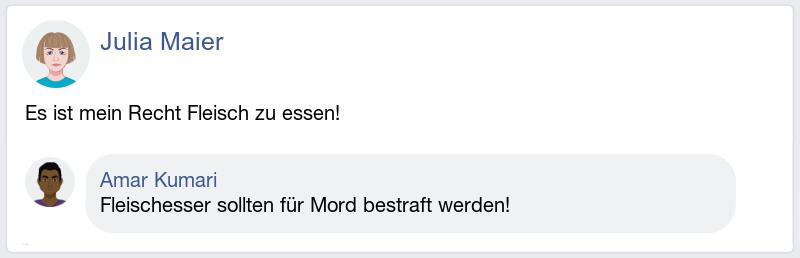 Julia Maier
Es ist mein Recht Fleisch zu essen!
Amar Kumari
Fleischesser sollten für Mord bestraft werden!